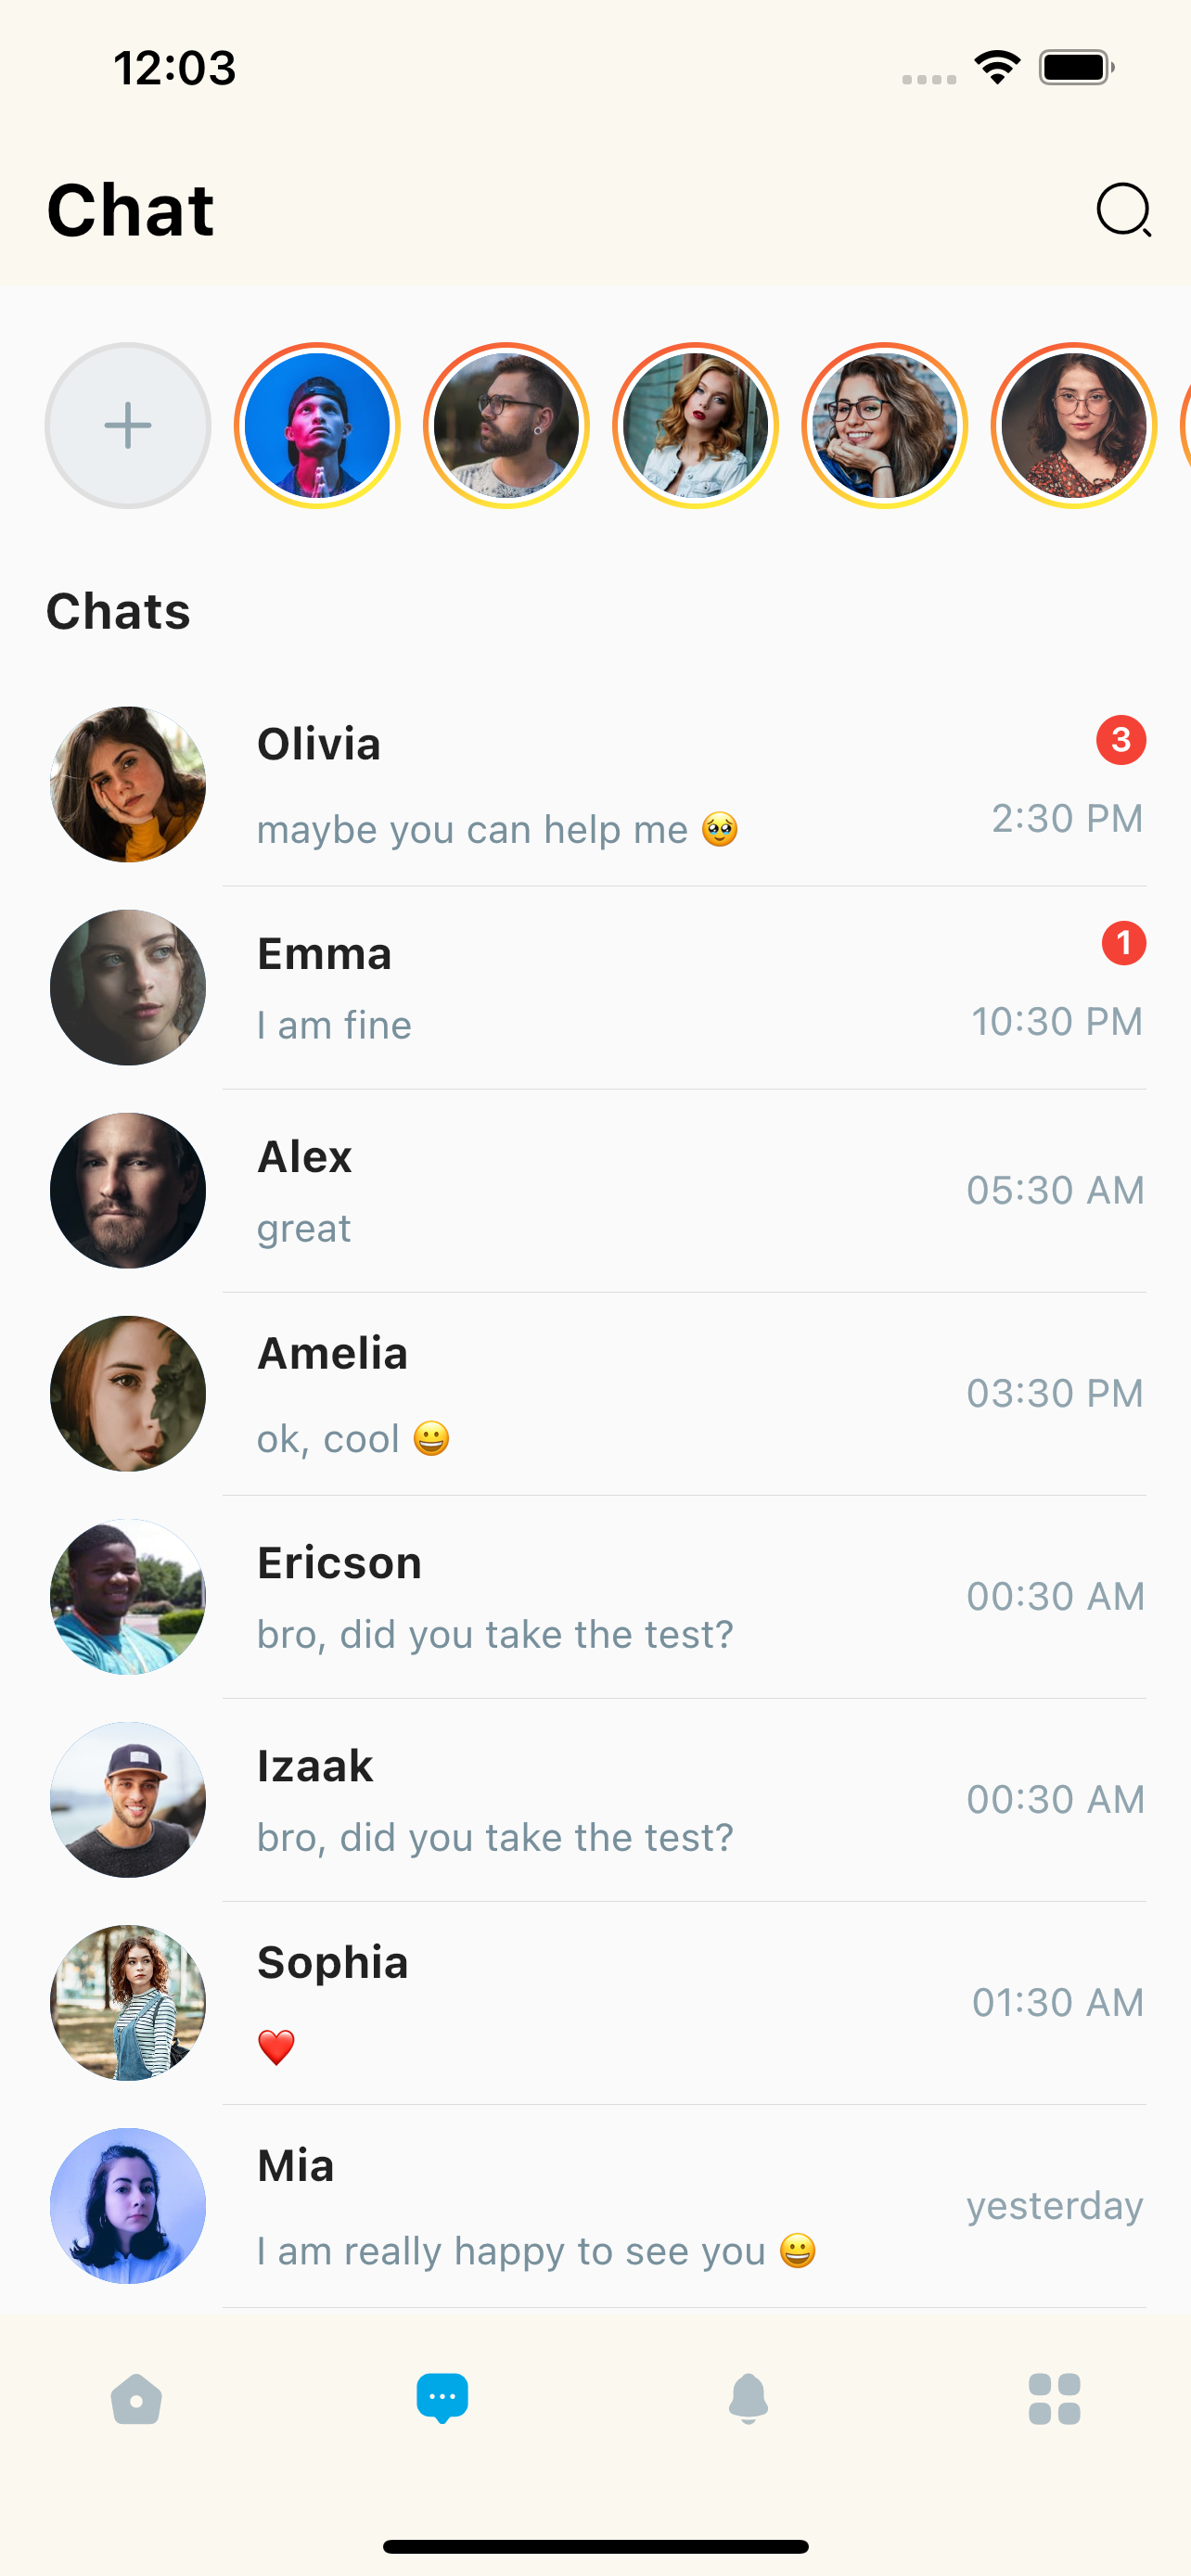 12:03
Chat
Chats
Olivia
3
maybe you can help me 🥹
2:30 PM
Emma
1
I am fine
10:30 PM
Alex
05:30 AM
great
Amelia
03:30 PM
ok, cool 😀
Ericson
00:30 AM
bro, did you take the test?
Izaak
00:30 AM
bro, did you take the test?
Sophia
01:30 AM
❤️
Mia
yesterday
I am really happy to see you 😀